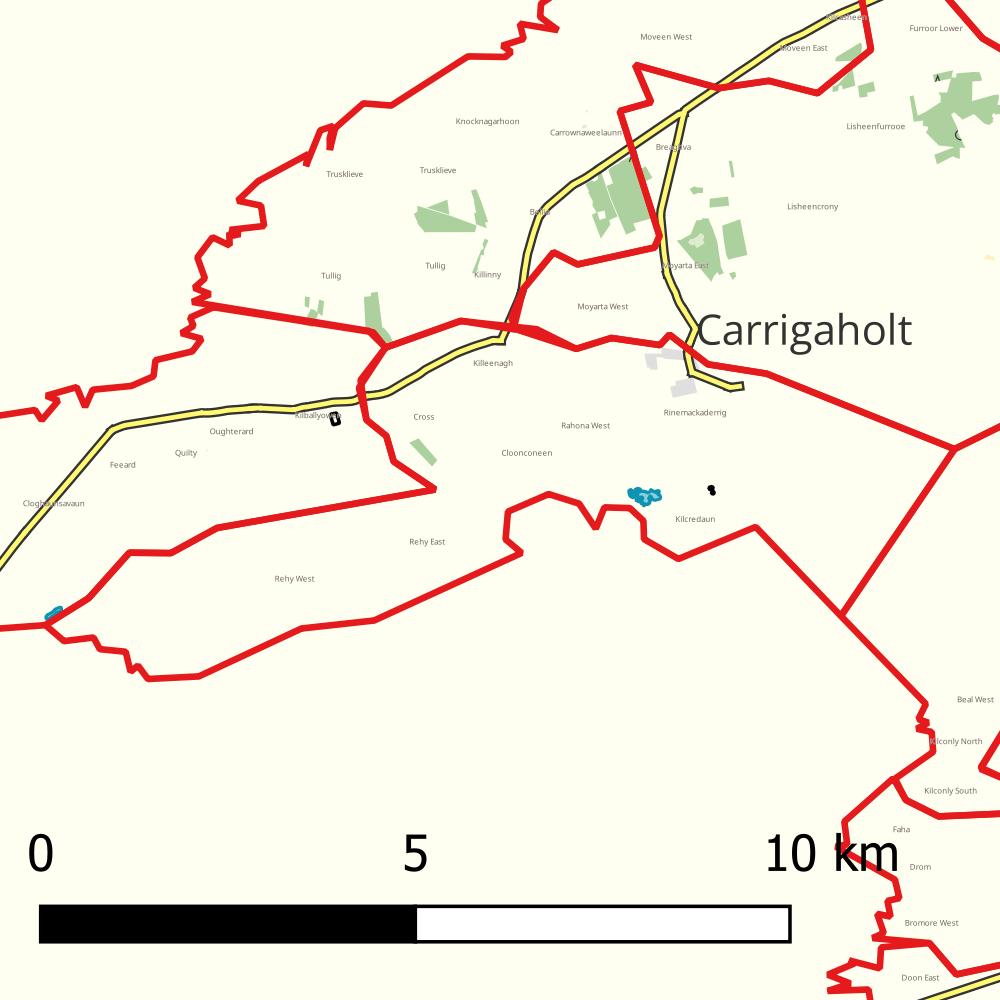 Kilrasheen
Furroor Lower
Moveen West
Moveen East
Knocknagarhoon
Carrownaweelaunn
Lisheenfurrooe
Breaghva
Trusklieve
Trusklieve
Lisheencrony
Bellia
Tullig
Tullig
Killinny
Moyarta East
Moyarta West
Carrigaholt
Killeenagh
Kilballyowen
Cross
Rinemackaderrig
Oughterard
Rahona West
Quilty
Cloonconeen
Feeard
Cloghaunsavaun
Kilcredaun
Rehy East
Rehy West
Beal West
Kilconly North
Kilconly South
Faha
Drom
Bromore West
Doon East
0 5 10 km